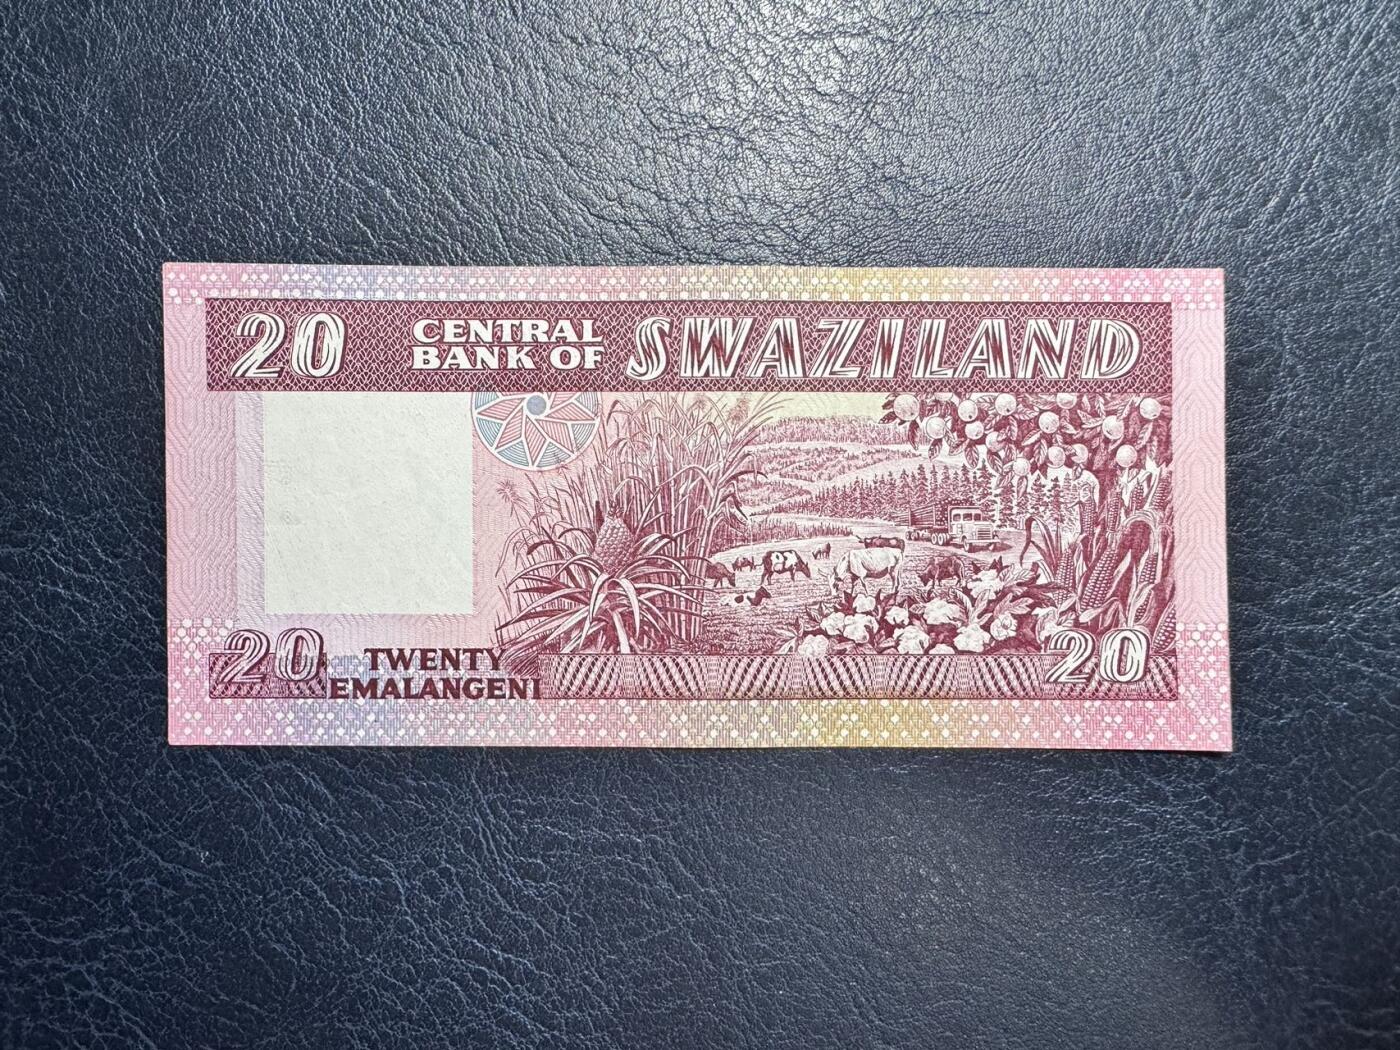 20 CENTRAL BANK OF SWAZILAND
20 TWENTY EMALANGENI 20